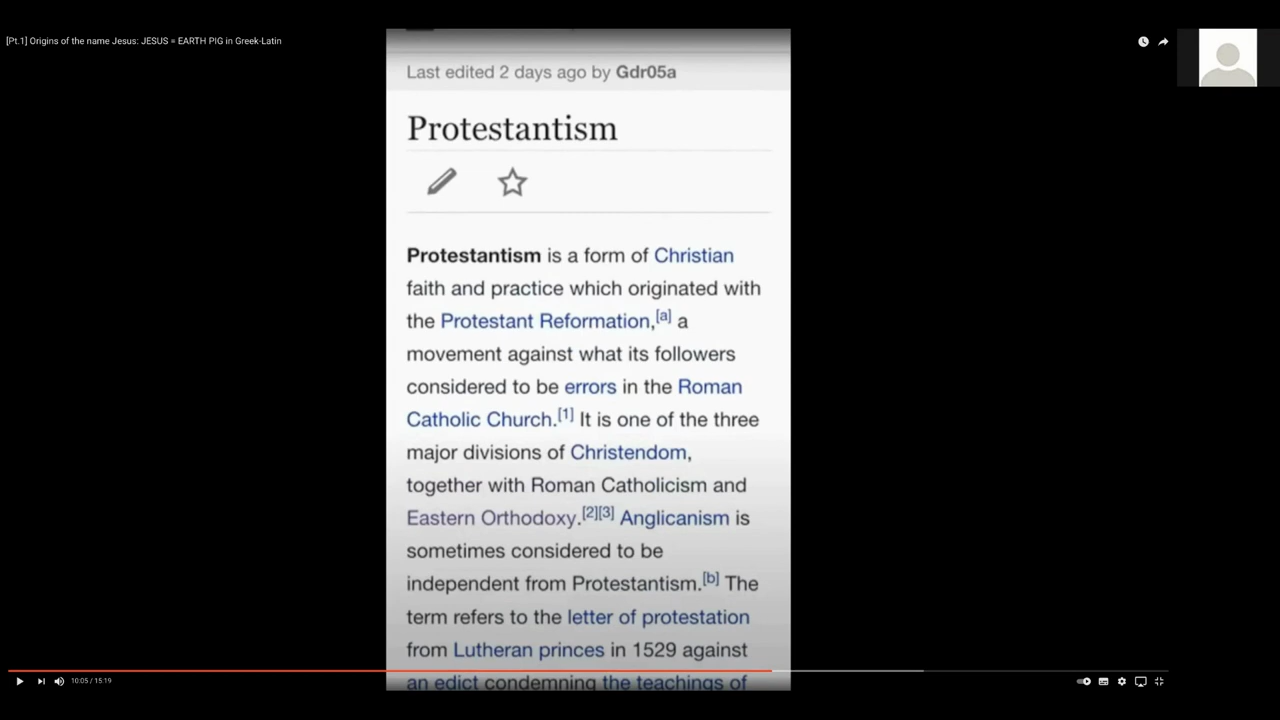 [Pt.1] Origins of the name Jesus: JESUS = EARTH PIG in Greek-Latin
Last edited 2 days ago by Gdr05a
Protestantism
Protestantism is a form of Christian
faith and practice which originated with
the Protestant Reformation,[a] a
movement against what its followers
considered to be errors in the Roman
Catholic Church.[1] It is one of the three
major divisions of Christendom,
together with Roman Catholicism and
Eastern Orthodoxy.[2][3] Anglicanism is
sometimes considered to be
independent from Protestantism.[b] The
term refers to the letter of protestation
from Lutheran princes in 1529 against
an edict condemning the teachings of
10:05 / 15:19